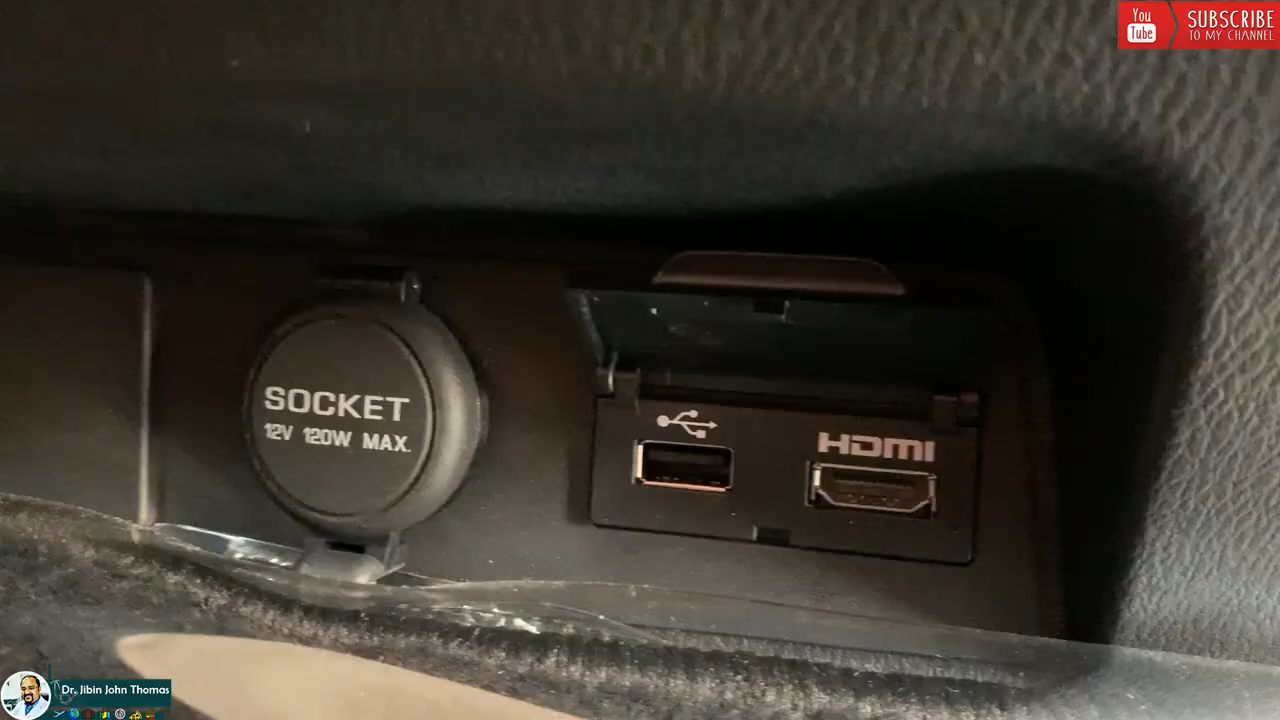 You
Tube
SUBSCRIBE
TO MY CHANNEL
SOCKET
12V 120W MAX.
HDMI
Dr. Jibin John Thomas